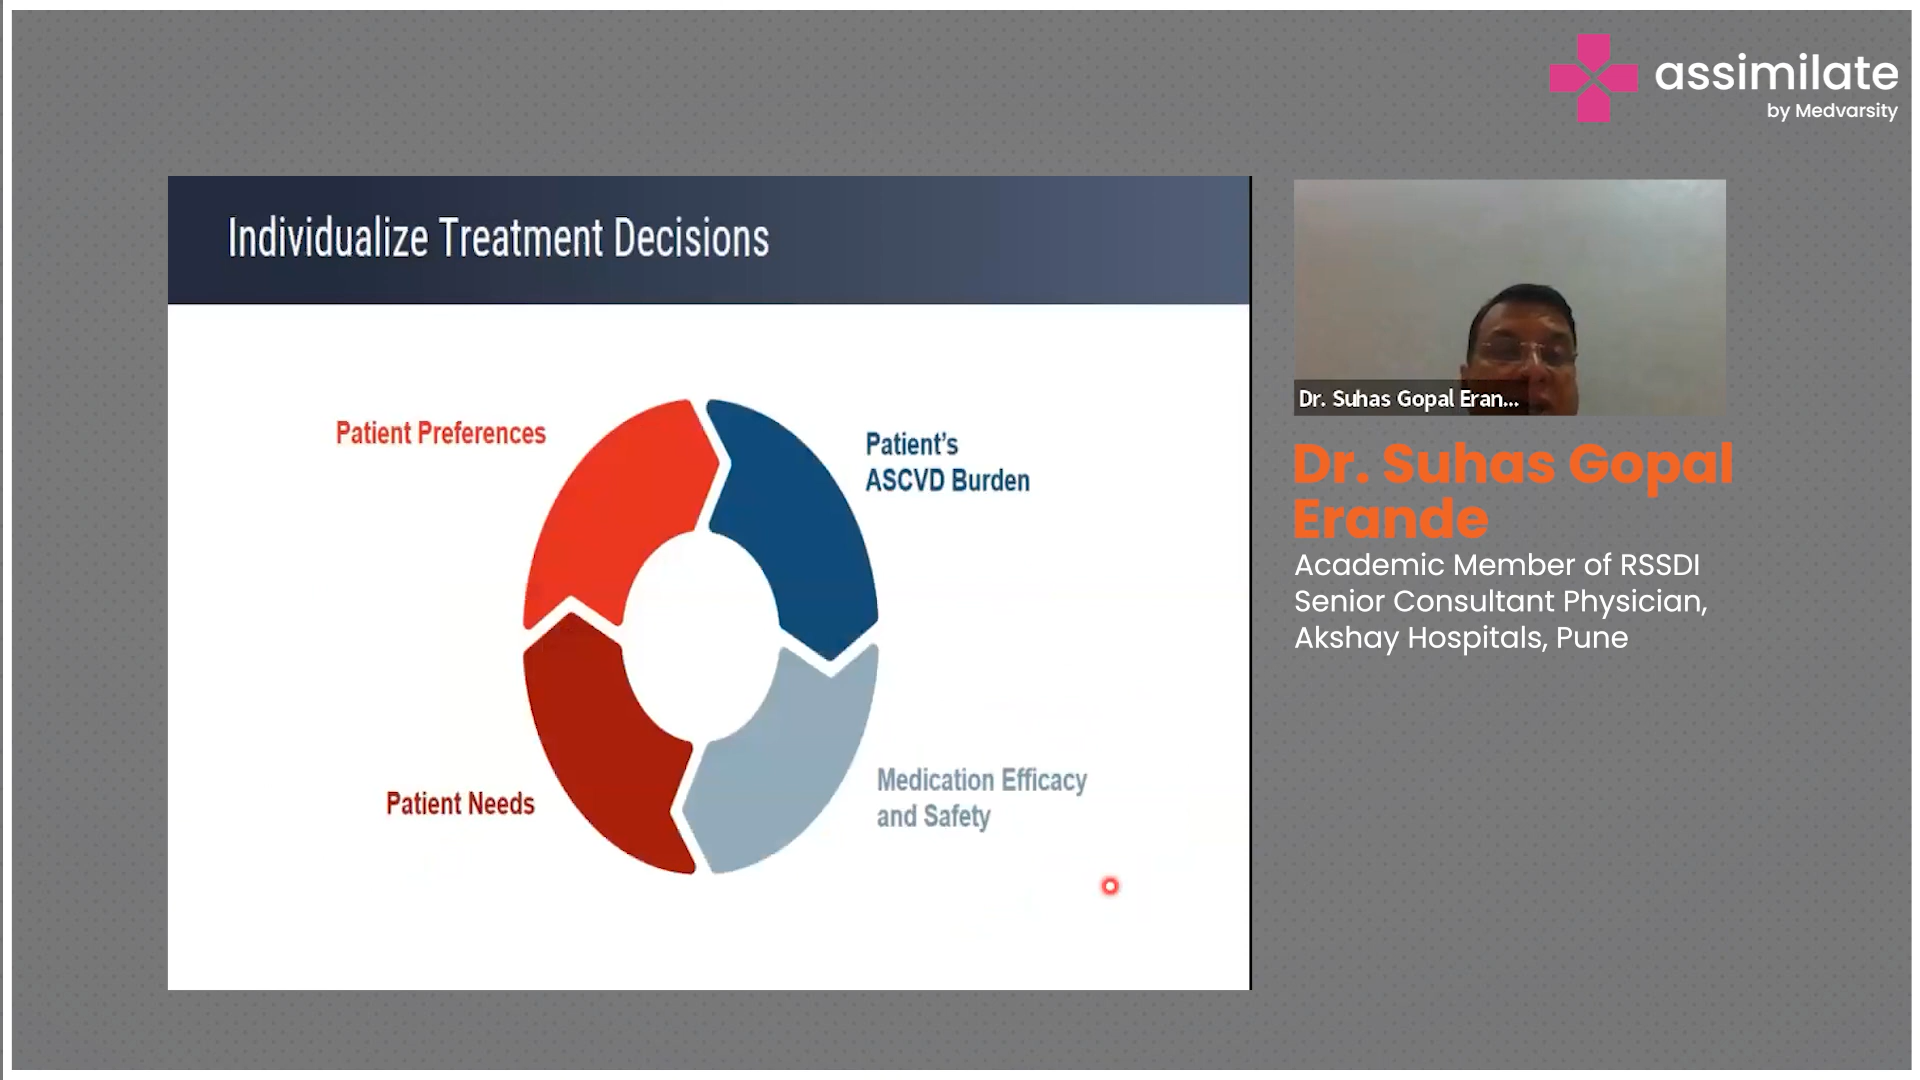 assimilate
by Medvarsity
Individualize Treatment Decisions
Patient Preferences
Patient's
ASCVD Burden
Patient Needs
Medication Efficacy
and Safety
Dr. Suhas Gopal Eran...
Dr. Suhas Gopal
Erande
Academic Member of RSSDI
Senior Consultant Physician,
Akshay Hospitals, Pune